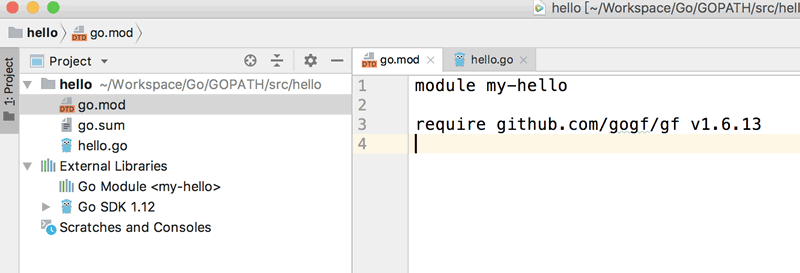 hello [~/Workspace/Go/GOPATH/src/hell
hello
go.mod
1: Project
Project
hello ~/Workspace/Go/GOPATH/src/hello
go.mod
go.sum
hello.go
External Libraries
Go Module <my-hello>
Go SDK 1.12
Scratches and Consoles
go.mod
hello.go
1 module my-hello
2
3 require github.com/gogf/gf v1.6.13
4